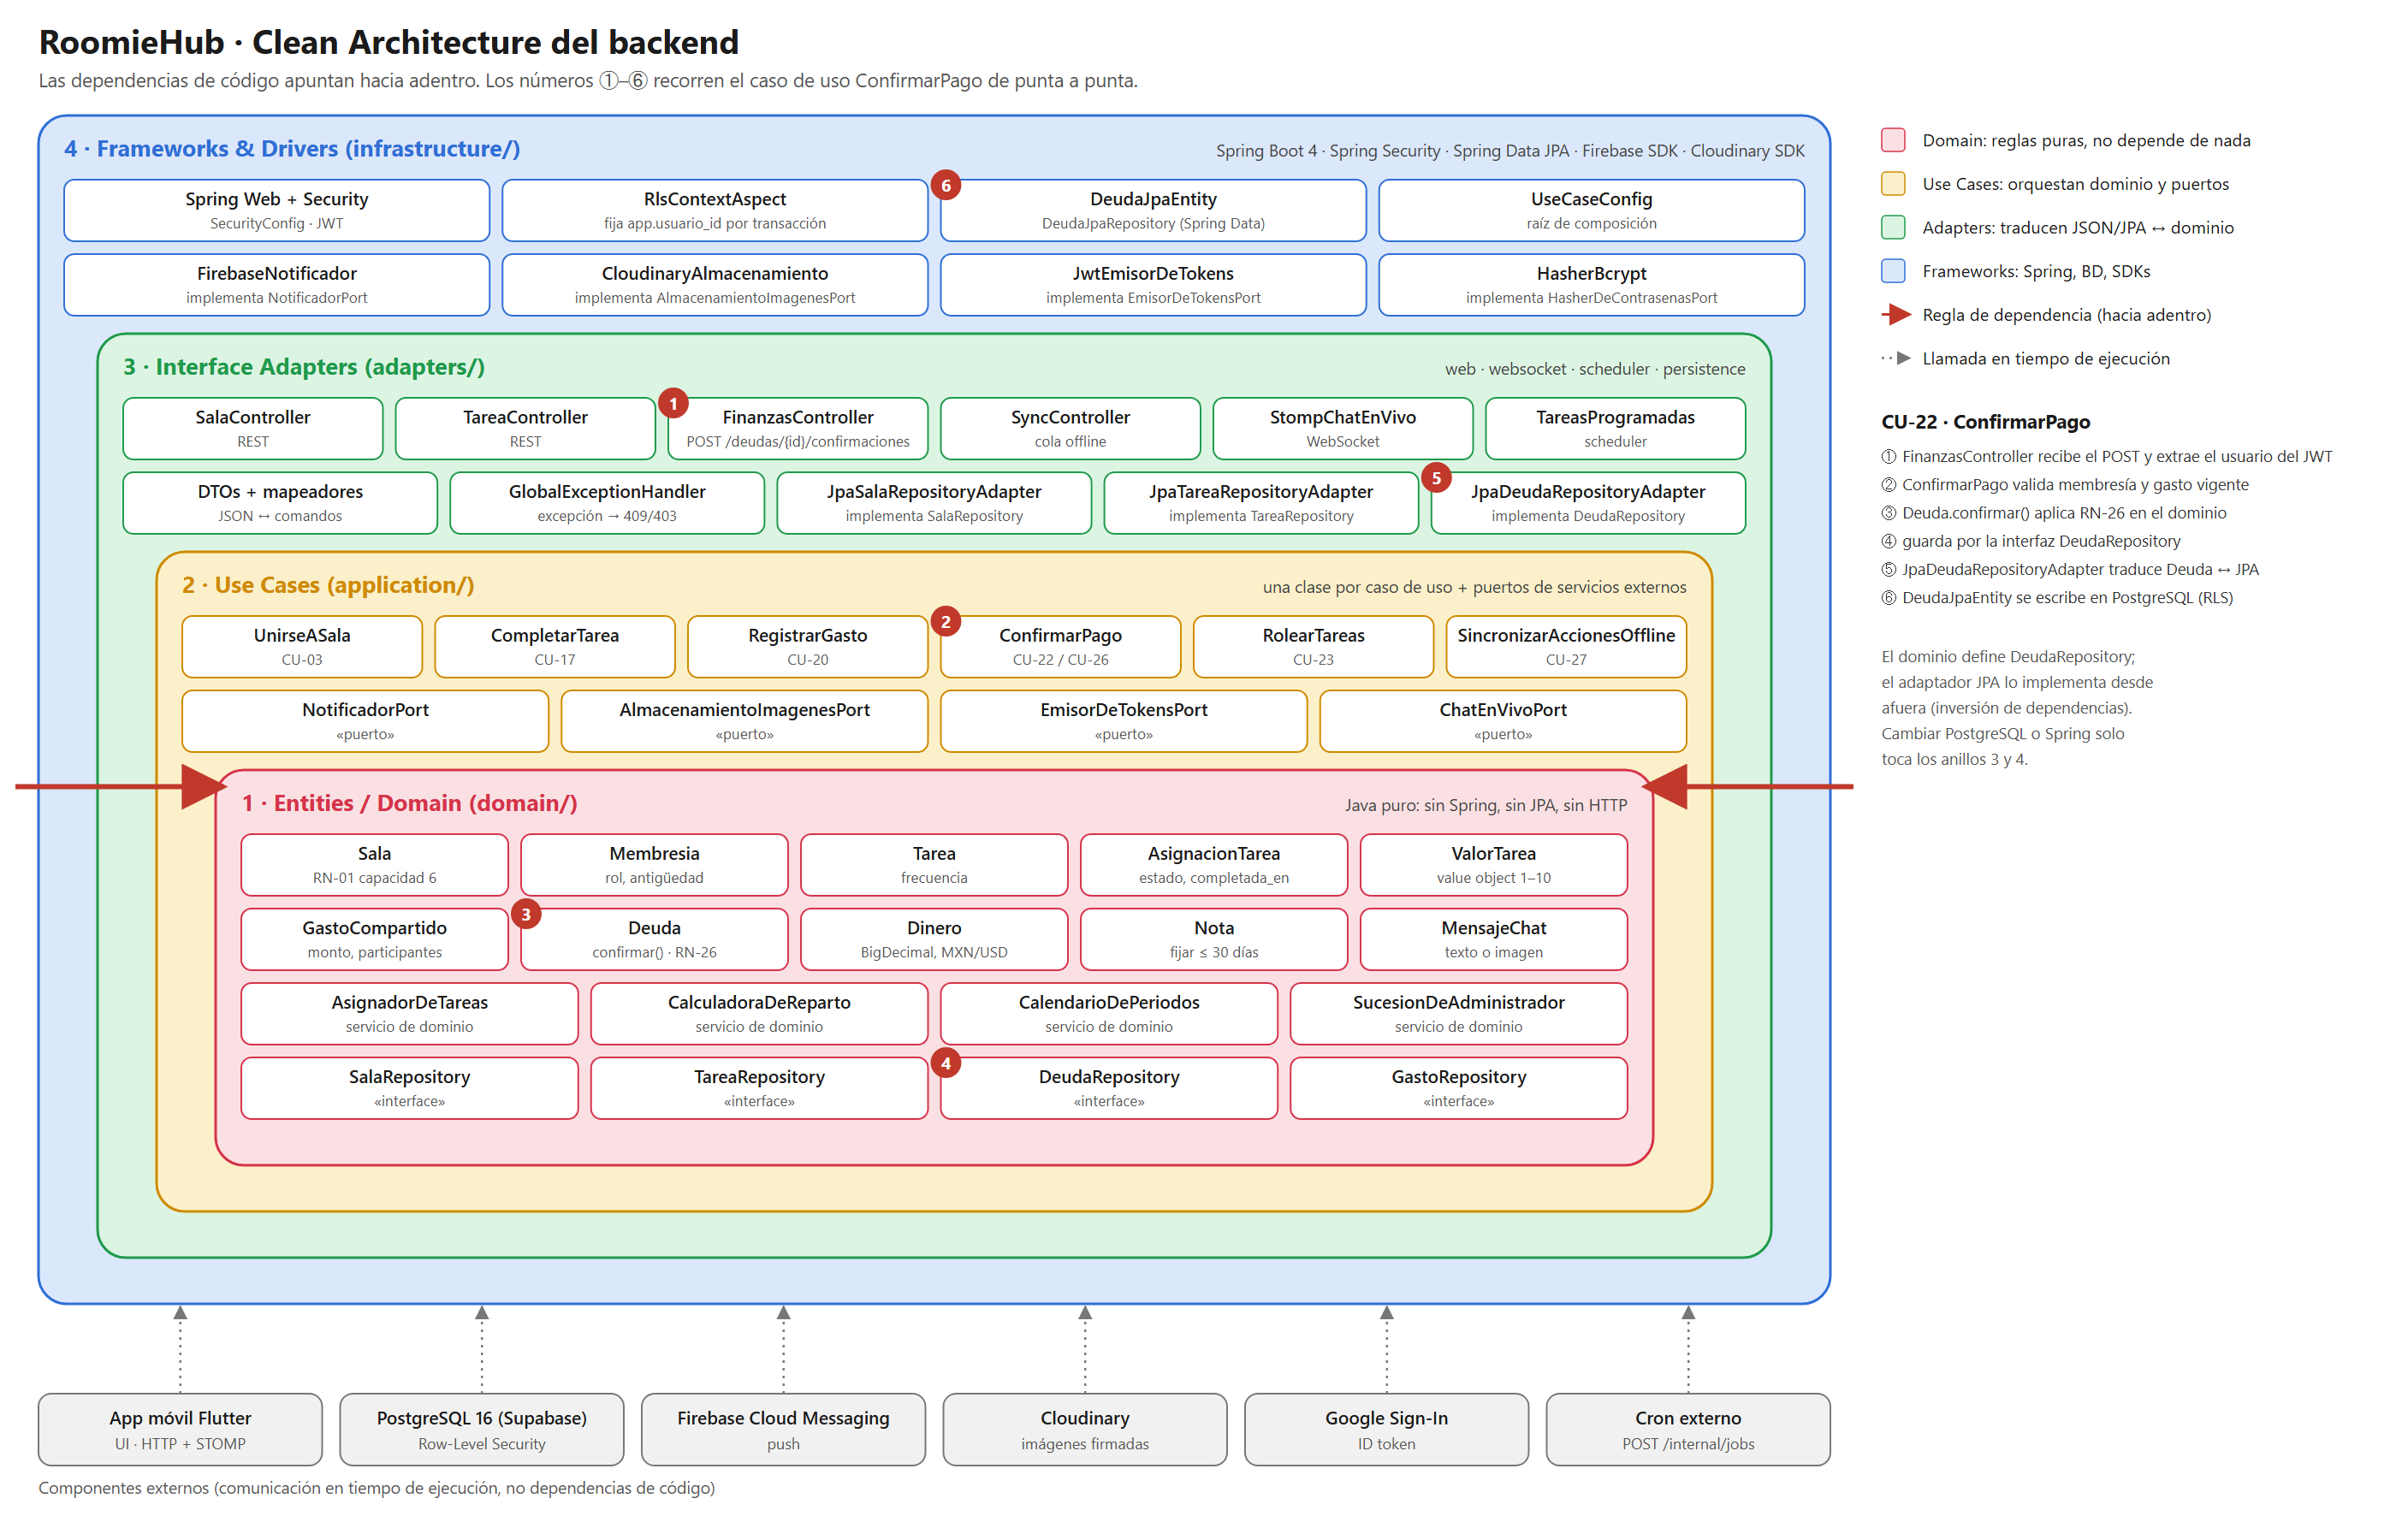 RoomieHub · Clean Architecture del backend
Las dependencias de código apuntan hacia adentro. Los números ①–⑥ recorren el caso de uso ConfirmarPago de punta a punta.
4 · Frameworks & Drivers (infrastructure/)
Spring Boot 4 · Spring Security · Spring Data JPA · Firebase SDK · Cloudinary SDK
Spring Web + Security
SecurityConfig · JWT
RlsContextAspect
fija app.usuario_id por transacción
6
DeudaJpaEntity
DeudaJpaRepository (Spring Data)
UseCaseConfig
raíz de composición
FirebaseNotificador
implementa NotificadorPort
CloudinaryAlmacenamiento
implementa AlmacenamientoImagenesPort
JwtEmisorDeTokens
implementa EmisorDeTokensPort
HasherBcrypt
implementa HasherDeContrasenasPort
3 · Interface Adapters (adapters/)
web · websocket · scheduler · persistence
SalaController
REST
TareaController
REST
1
FinanzasController
POST /deudas/{id}/confirmaciones
SyncController
cola offline
StompChatEnVivo
WebSocket
TareasProgramadas
scheduler
DTOs + mapeadores
JSON ↔ comandos
GlobalExceptionHandler
excepción → 409/403
JpaSalaRepositoryAdapter
implementa SalaRepository
JpaTareaRepositoryAdapter
implementa TareaRepository
5
JpaDeudaRepositoryAdapter
implementa DeudaRepository
2 · Use Cases (application/)
una clase por caso de uso + puertos de servicios externos
UnirseASala
CU-03
CompletarTarea
CU-17
RegistrarGasto
CU-20
2
ConfirmarPago
CU-22 / CU-26
RolearTareas
CU-23
SincronizarAccionesOffline
CU-27
NotificadorPort
«puerto»
AlmacenamientoImagenesPort
«puerto»
EmisorDeTokensPort
«puerto»
ChatEnVivoPort
«puerto»
1 · Entities / Domain (domain/)
Java puro: sin Spring, sin JPA, sin HTTP
Sala
RN-01 capacidad 6
Membresia
rol, antigüedad
Tarea
frecuencia
AsignacionTarea
estado, completada_en
ValorTarea
value object 1–10
GastoCompartido
monto, participantes
3
Deuda
confirmar() · RN-26
Dinero
BigDecimal, MXN/USD
Nota
fijar ≤ 30 días
MensajeChat
texto o imagen
AsignadorDeTareas
servicio de dominio
CalculadoraDeReparto
servicio de dominio
CalendarioDePeriodos
servicio de dominio
SucesionDeAdministrador
servicio de dominio
SalaRepository
«interface»
TareaRepository
«interface»
4
DeudaRepository
«interface»
GastoRepository
«interface»
App móvil Flutter
UI · HTTP + STOMP
PostgreSQL 16 (Supabase)
Row-Level Security
Firebase Cloud Messaging
push
Cloudinary
imágenes firmadas
Google Sign-In
ID token
Cron externo
POST /internal/jobs
Componentes externos (comunicación en tiempo de ejecución, no dependencias de código)
Domain: reglas puras, no depende de nada
Use Cases: orquestan dominio y puertos
Adapters: traducen JSON/JPA ↔ dominio
Frameworks: Spring, BD, SDKs
Regla de dependencia (hacia adentro)
Llamada en tiempo de ejecución
CU-22 · ConfirmarPago
① FinanzasController recibe el POST y extrae el usuario del JWT
② ConfirmarPago valida membresía y gasto vigente
③ Deuda.confirmar() aplica RN-26 en el dominio
④ guarda por la interfaz DeudaRepository
⑤ JpaDeudaRepositoryAdapter traduce Deuda ↔ JPA
⑥ DeudaJpaEntity se escribe en PostgreSQL (RLS)
El dominio define DeudaRepository;
el adaptador JPA lo implementa desde
afuera (inversión de dependencias).
Cambiar PostgreSQL o Spring solo
toca los anillos 3 y 4.